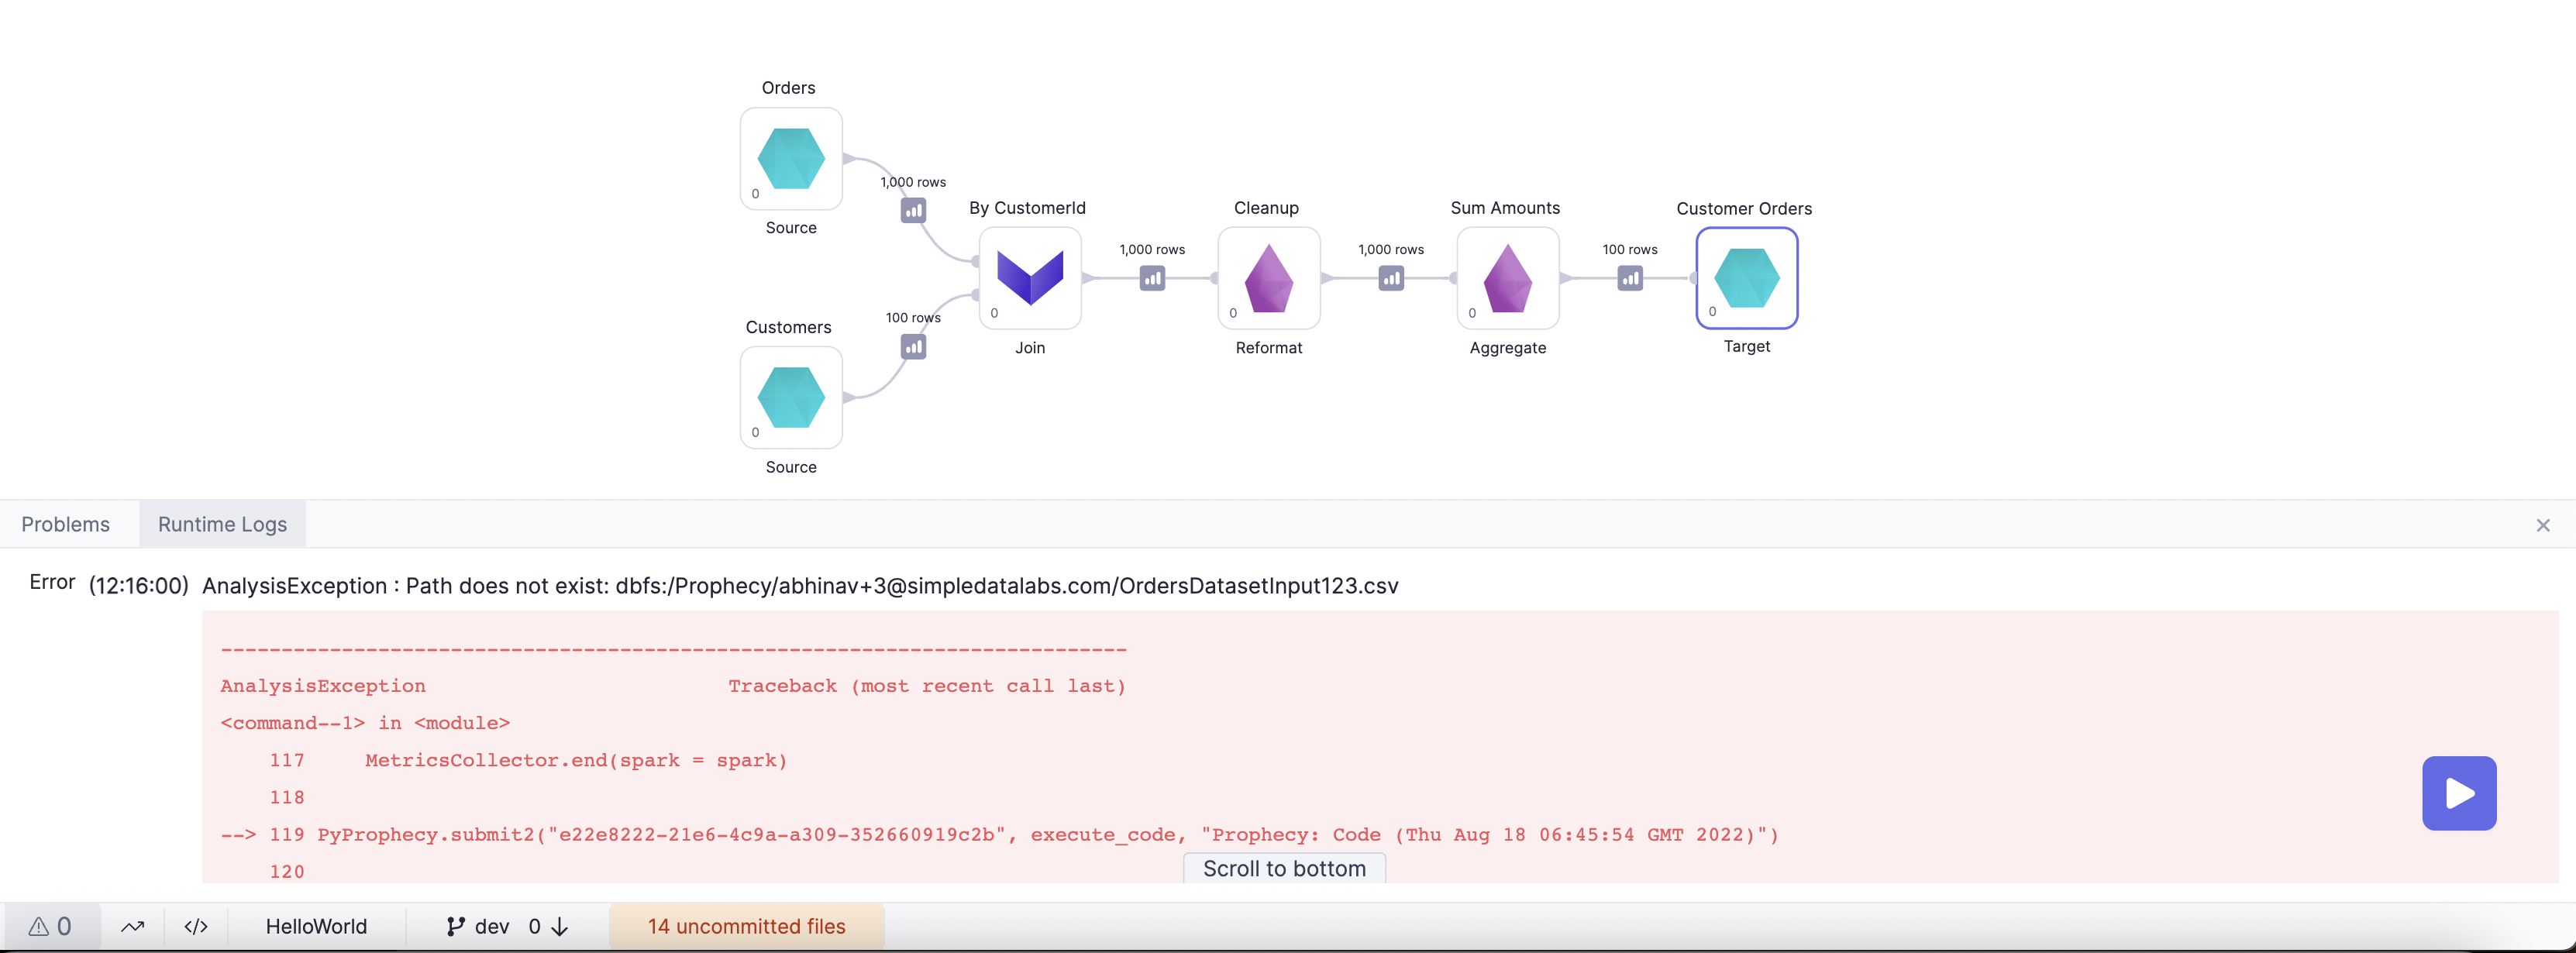 Orders
0
Source
1,000 rows
Customers
0
Source
100 rows
By CustomerId
0
Join
1,000 rows
Cleanup
0
Reformat
1,000 rows
Sum Amounts
0
Aggregate
100 rows
Customer Orders
0
Target
Problems Runtime Logs
Error (12:16:00) AnalysisException : Path does not exist: dbfs:/Prophecy/abhinav+3@simpledatalabs.com/OrdersDatasetInput123.csv
---------------------------------------------------------------------------
AnalysisException                         Traceback (most recent call last)
<command--1> in <module>
    117     MetricsCollector.end(spark = spark)
    118
--> 119 PyProphecy.submit2("e22e8222-21e6-4c9a-a309-352660919c2b", execute_code, "Prophecy: Code (Thu Aug 18 06:45:54 GMT 2022)")
    120
Scroll to bottom
0 </> HelloWorld dev 0 ↓ 14 uncommitted files